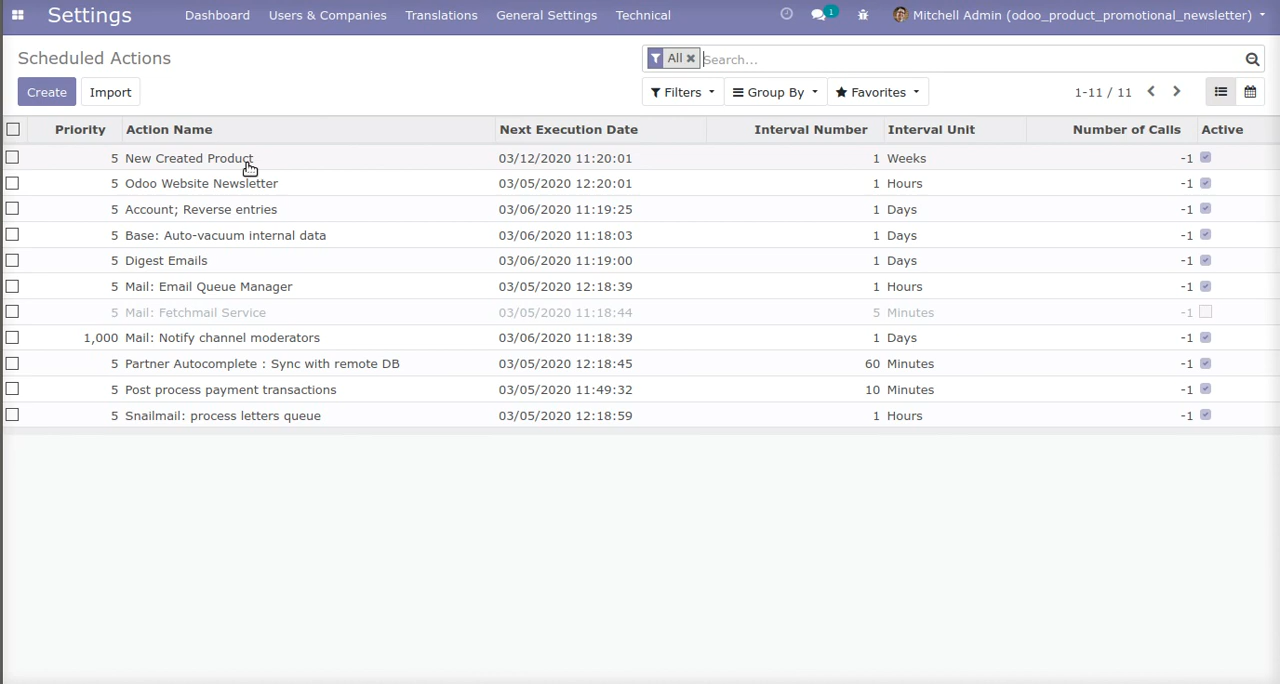 Settings Dashboard Users & Companies Translations General Settings Technical 1 Mitchell Admin (odoo_product_promotional_newsletter)
Scheduled Actions All Search...
Create Import Filters Group By Favorites 1-11 / 11
Priority Action Name Next Execution Date Interval Number Interval Unit Number of Calls Active
5 New Created Product 03/12/2020 11:20:01 1 Weeks -1
5 Odoo Website Newsletter 03/05/2020 12:20:01 1 Hours -1
5 Account; Reverse entries 03/06/2020 11:19:25 1 Days -1
5 Base: Auto-vacuum internal data 03/06/2020 11:18:03 1 Days -1
5 Digest Emails 03/06/2020 11:19:00 1 Days -1
5 Mail: Email Queue Manager 03/05/2020 12:18:39 1 Hours -1
5 Mail: Fetchmail Service 03/05/2020 11:18:44 5 Minutes -1
1,000 Mail: Notify channel moderators 03/06/2020 11:18:39 1 Days -1
5 Partner Autocomplete : Sync with remote DB 03/05/2020 12:18:45 60 Minutes -1
5 Post process payment transactions 03/05/2020 11:49:32 10 Minutes -1
5 Snailmail: process letters queue 03/05/2020 12:18:59 1 Hours -1